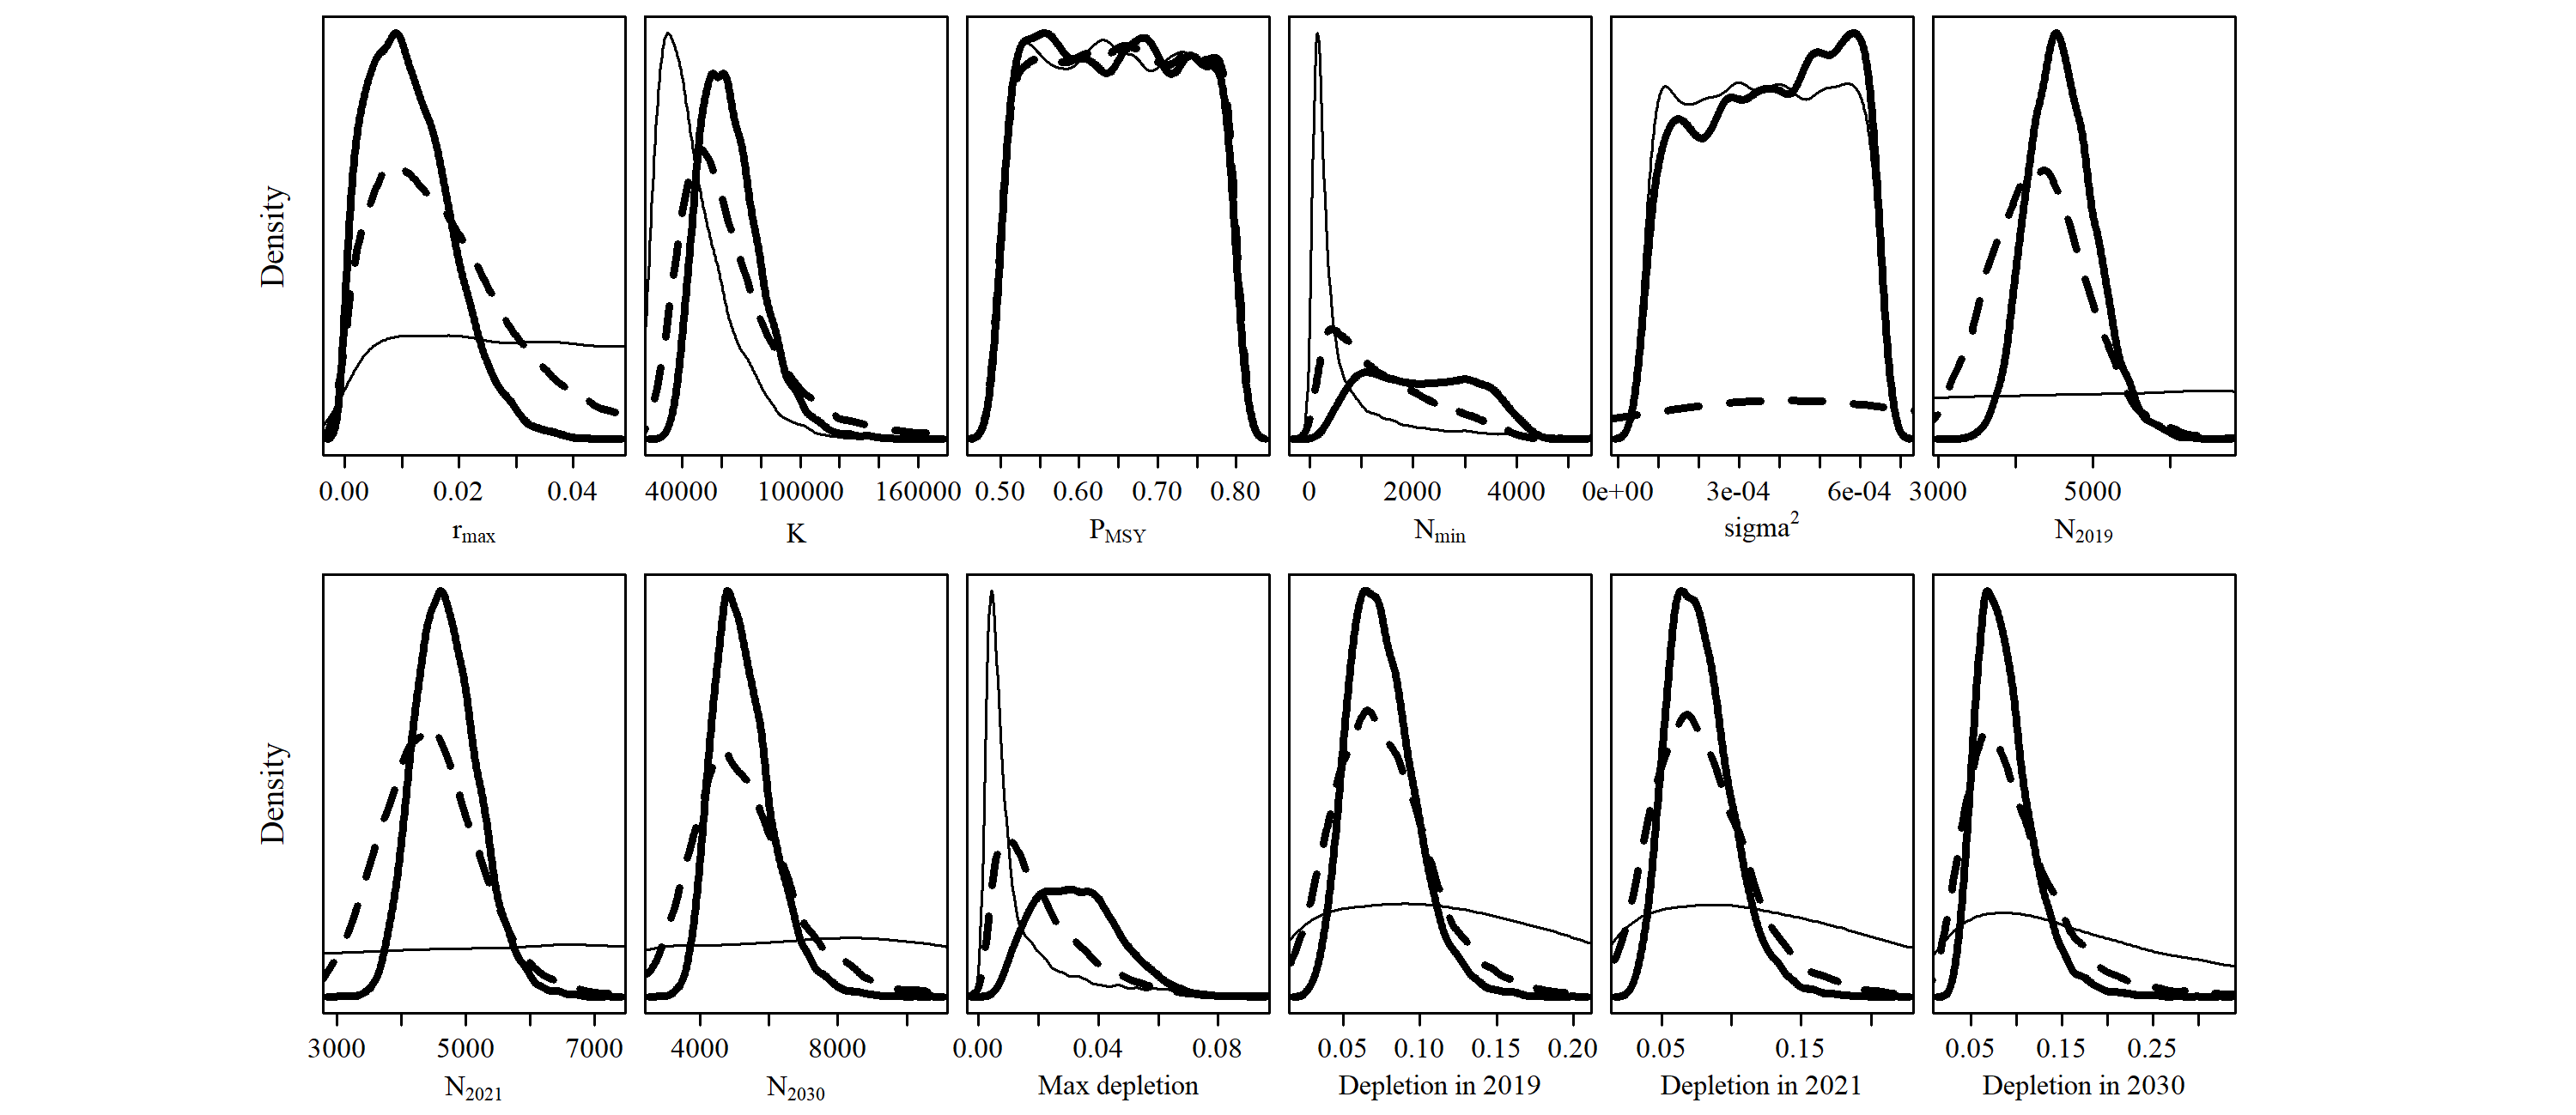 Density
0.00 0.02 0.04 40000 100000 160000 0.50 0.60 0.70 0.80 0 2000 4000 0e+00 3e-04 6e-04 3000 5000
rmax K PMSY Nmin sigma2 N2019
Density
3000 5000 7000 4000 8000 0.00 0.04 0.08 0.05 0.10 0.15 0.20 0.05 0.15 0.05 0.15 0.25
N2021 N2030 Max depletion Depletion in 2019 Depletion in 2021 Depletion in 2030